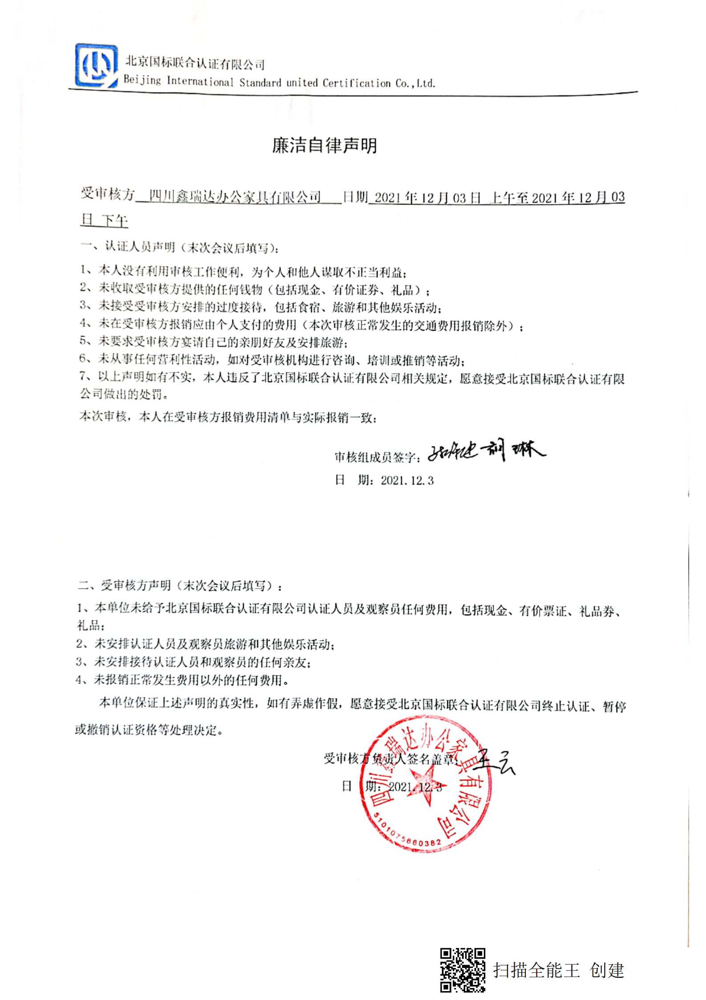 北京国标联合认证有限公司
Beijing International Standard united Certification Co.,Ltd.
廉洁自律声明
受审核方 四川鑫瑞达办公家具有限公司 日期 2021年12月03日 上午至2021年12月03
日 下午
一、认证人员声明（末次会议后填写）：
1、本人没有利用审核工作便利，为个人和他人谋取不正当利益；
2、未收取受审核方提供的任何钱物（包括现金、有价证券、礼品）；
3、未接受受审核方安排的过度接待，包括食宿、旅游和其他娱乐活动；
4、未在受审核方报销应由个人支付的费用（本次审核正常发生的交通费用报销除外）；
5、未要求受审核方宴请自己的亲朋好友及安排旅游；
6、未从事任何营利性活动，如对受审核机构进行咨询、培训或推销等活动；
7、以上声明如有不实，本人违反了北京国标联合认证有限公司相关规定，愿意接受北京国标联合认证有限
公司做出的处罚。
本次审核，本人在受审核方报销费用清单与实际报销一致：
审核组成员签字：
日 期：2021.12.3
二、受审核方声明（末次会议后填写）：
1、本单位未给予北京国标联合认证有限公司认证人员及观察员任何费用，包括现金、有价票证、礼品券、
礼品；
2、未安排认证人员及观察员旅游和其他娱乐活动；
3、未安排接待认证人员和观察员的任何亲友；
4、未报销正常发生费用以外的任何费用。
本单位保证上述声明的真实性，如有弄虚作假，愿意接受北京国标联合认证有限公司终止认证、暂停
或撤销认证资格等处理决定。
受审核方负责人签名盖章：王云
日 期：2021.12.3
四川鑫瑞达办公家具有限公司
扫描全能王 创建